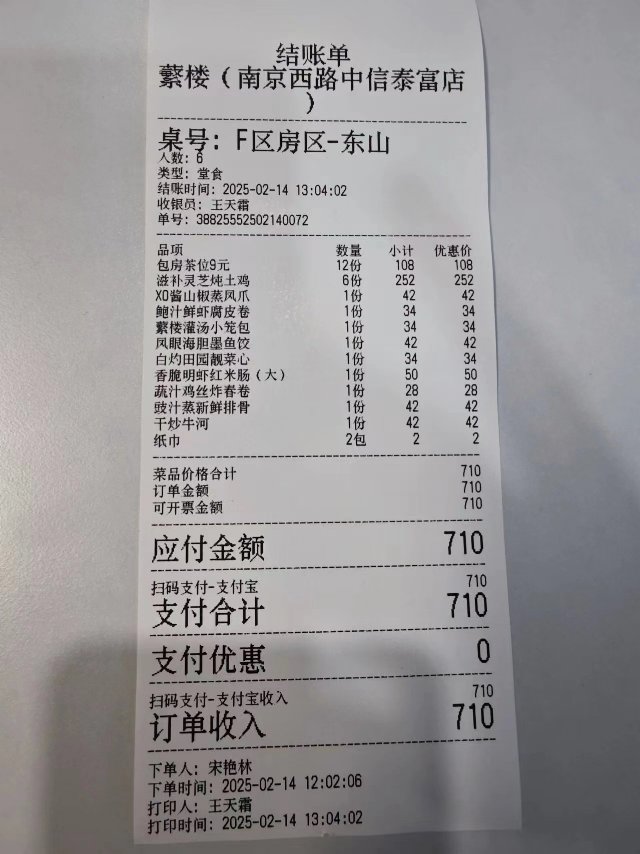 结账单
蘩楼（南京西路中信泰富店
）
桌号: F区房区-东山
人数: 6
类型: 堂食
结账时间: 2025-02-14 13:04:02
收银员: 王天霜
单号: 38825552502140072
品项 数量 小计 优惠价
包房茶位9元 12份 108 108
滋补灵芝炖土鸡 6份 252 252
XO酱山椒蒸凤爪 1份 42 42
鲍汁鲜虾腐皮卷 1份 34 34
蘩楼灌汤小笼包 1份 34 34
凤眼海胆墨鱼饺 1份 42 42
白灼田园靓菜心 1份 34 34
香脆明虾红米肠（大） 1份 50 50
蔬汁鸡丝炸春卷 1份 28 28
豉汁蒸新鲜排骨 1份 42 42
干炒牛河 1份 42 42
纸巾 2包 2 2
菜品价格合计 710
订单金额 710
可开票金额 710
应付金额 710
扫码支付-支付宝 710
支付合计 710
支付优惠 0
扫码支付-支付宝收入 710
订单收入 710
下单人: 宋艳林
下单时间: 2025-02-14 12:02:06
打印人: 王天霜
打印时间: 2025-02-14 13:04:02